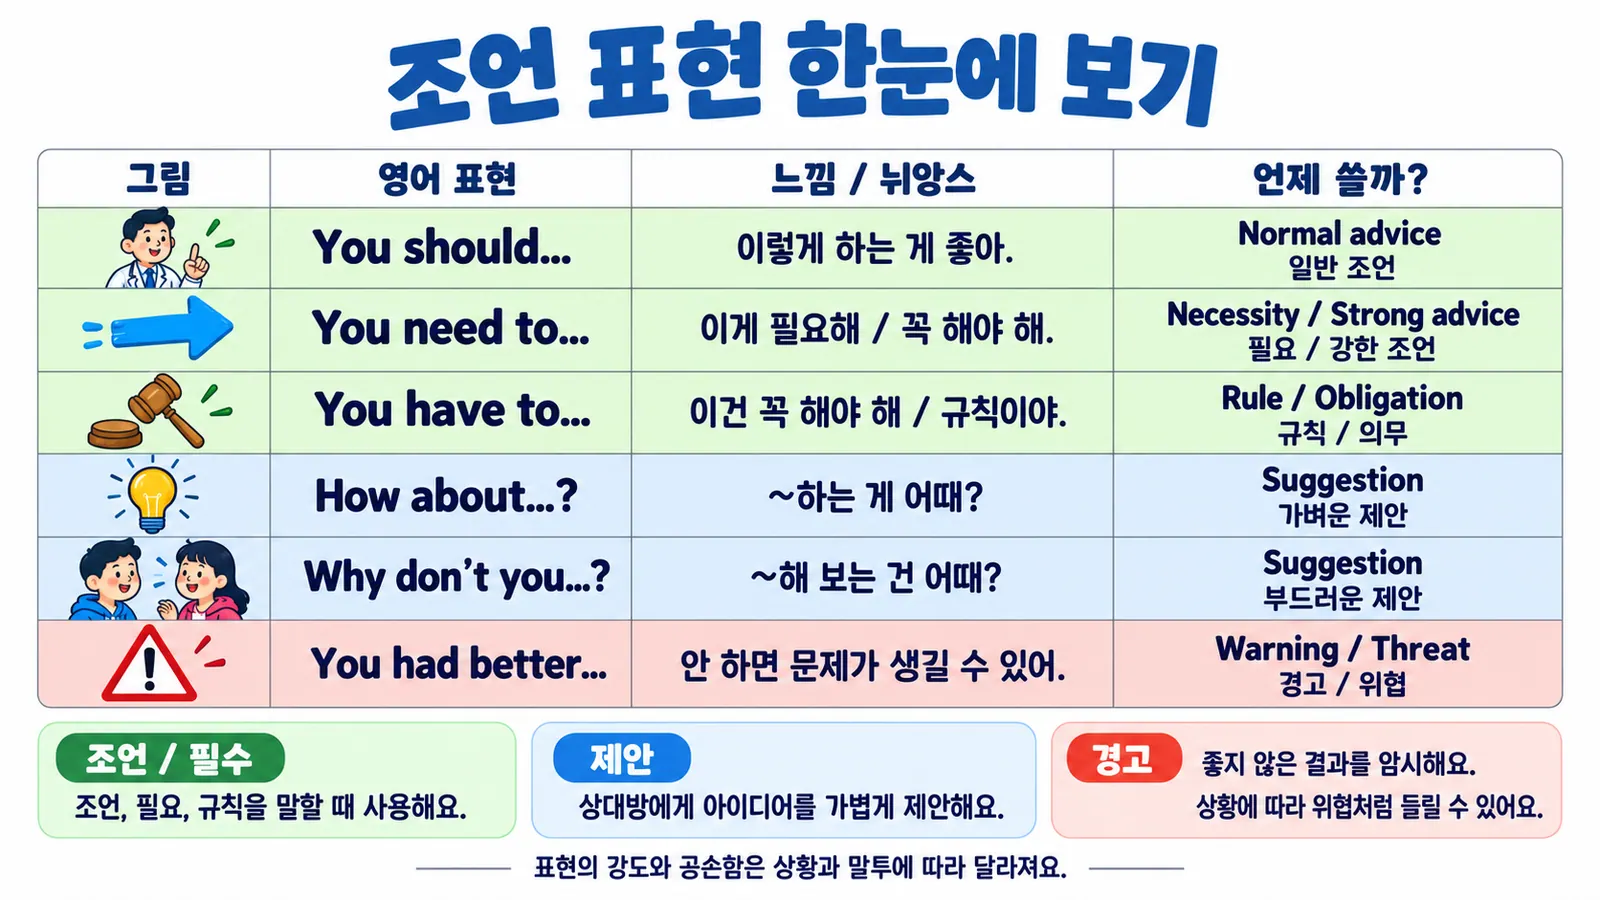 조언 표현 한눈에 보기
그림
영어 표현
느낌 / 뉘앙스
언제 쓸까?
You should...
이렇게 하는 게 좋아.
Normal advice
일반 조언
You need to...
이게 필요해 / 꼭 해야 해.
Necessity / Strong advice
필요 / 강한 조언
You have to...
이건 꼭 해야 해 / 규칙이야.
Rule / Obligation
규칙 / 의무
How about...?
~하는 게 어때?
Suggestion
가벼운 제안
Why don't you...?
~해 보는 건 어때?
Suggestion
부드러운 제안
You had better...
안 하면 문제가 생길 수 있어.
Warning / Threat
경고 / 위협
조언 / 필수
조언, 필요, 규칙을 말할 때 사용해요.
제안
상대방에게 아이디어를 가볍게 제안해요.
경고
좋지 않은 결과를 암시해요.
상황에 따라 위협처럼 들릴 수 있어요.
표현의 강도와 공손함은 상황과 말투에 따라 달라져요.